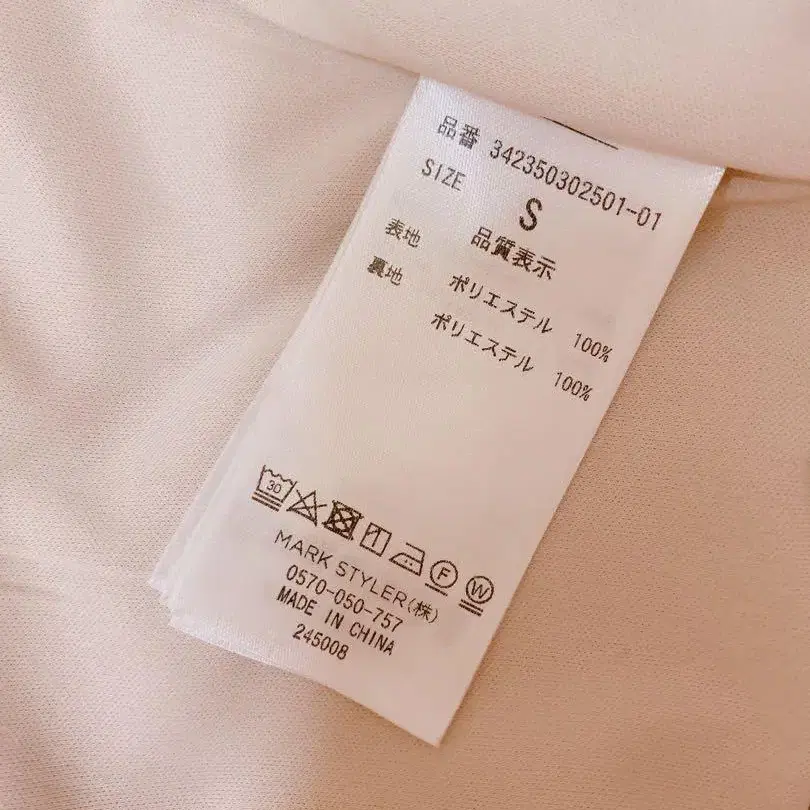 品番 342350302501-01
SIZE S
品質表示
表地 ポリエステル 100%
裏地 ポリエステル 100%
30
F W
MARK STYLER(株)
0570-050-757
MADE IN CHINA
245008